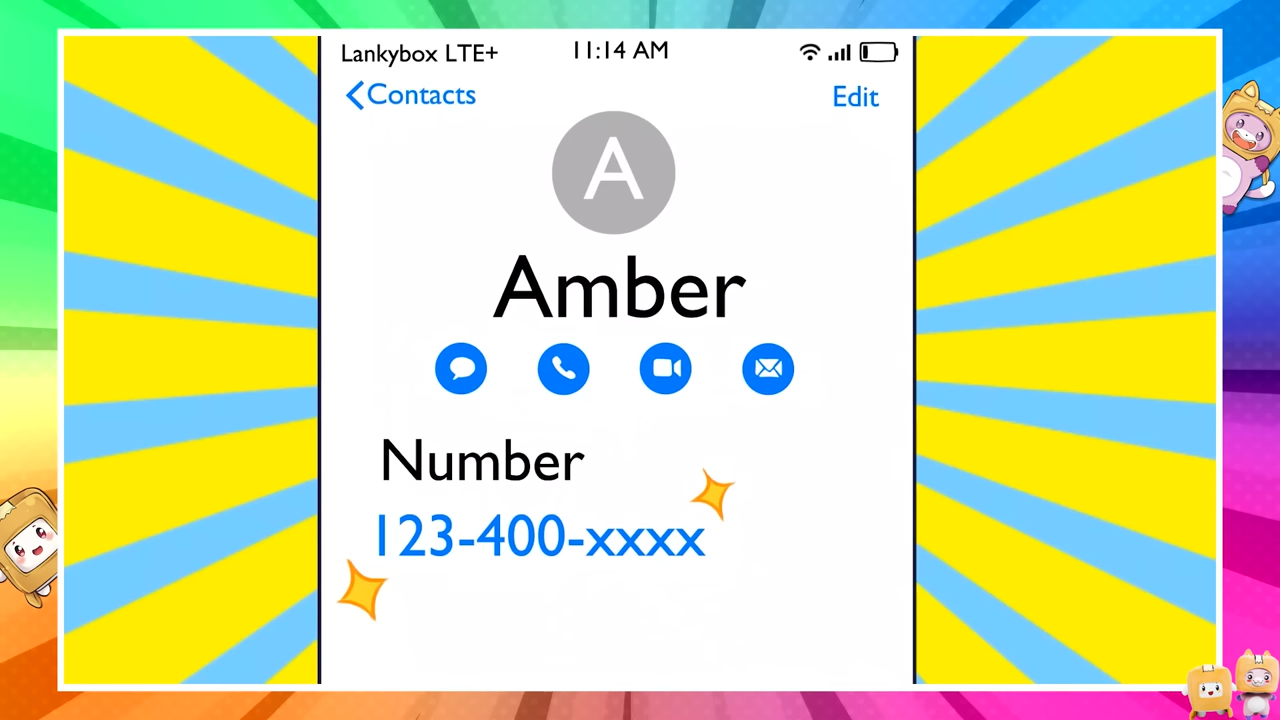 Lankybox LTE+ 11:14 AM
Contacts Edit
A
Amber
Number
123-400-xxxx